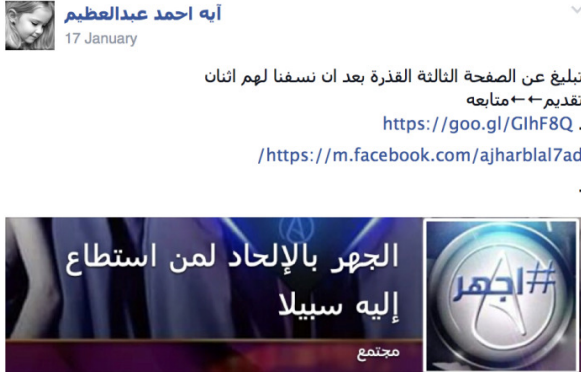 آيه احمد عبدالعظيم
17 January
تبليغ عن الصفحة الثالثة القذرة بعد ان نسفنا لهم اثنان
تقديم←←متابعه
https://goo.gl/GIhF8Q .
https://m.facebook.com/ajharblal7ad/
.
الجهر بالإلحاد لمن استطاع
إليه سبيلا
مجتمع
#اجهر